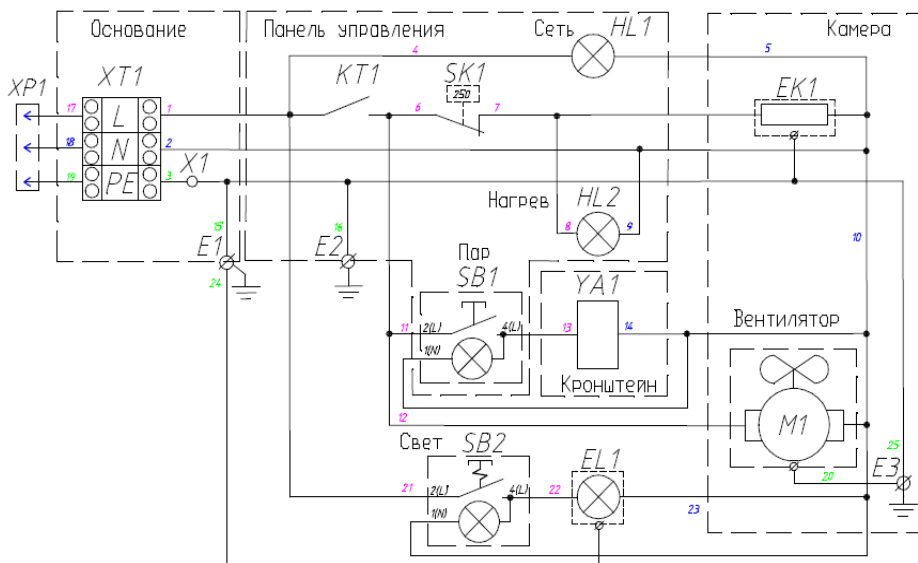 Основание
Панель управления
Сеть
HL1
Камера
4
5
XP1
XT1
KT1
SK1
250
EK1
17
L
1
6
7
18
N
2
19
PE
3
X1
Нагрев
HL2
8
9
15
16
10
E1
E2
24
Пар
SB1
YA1
Вентилятор
11
2(L)
4(L)
13
14
1(N)
Кронштейн
12
M1
Свет
SB2
EL1
25
20
E3
21
2(L)
4(L)
22
23
1(N)